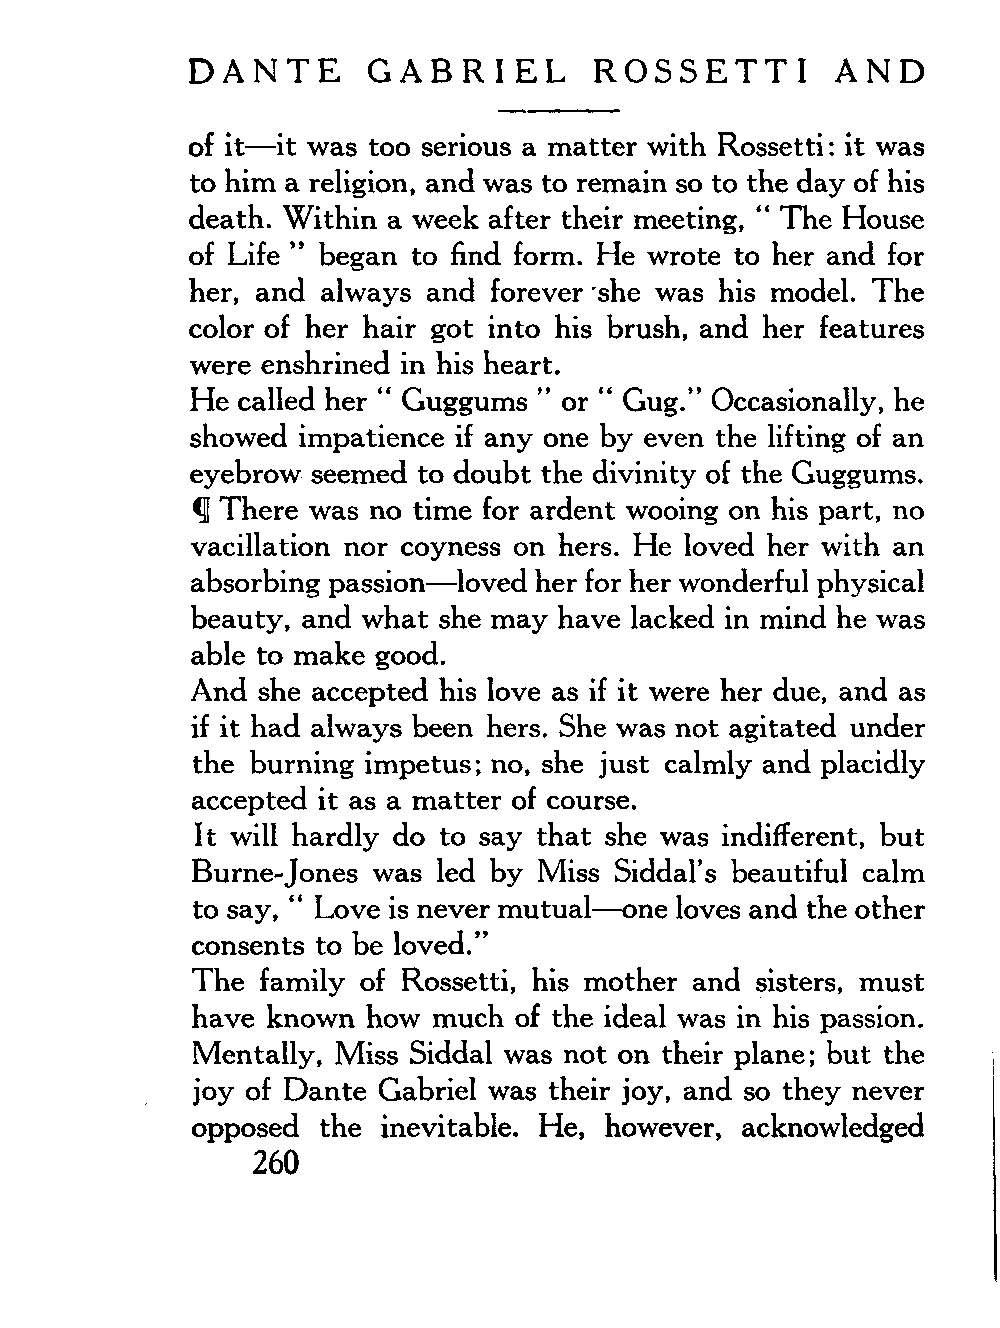 DANTE GABRIEL ROSSETTI AND
of it—it was too serious a matter with Rossetti: it was
to him a religion, and was to remain so to the day of his
death. Within a week after their meeting, “ The House
of Life ” began to find form. He wrote to her and for
her, and always and forever she was his model. The
color of her hair got into his brush, and her features
were enshrined in his heart.
He called her “ Guggums ” or “ Gug.” Occasionally, he
showed impatience if any one by even the lifting of an
eyebrow seemed to doubt the divinity of the Guggums.
¶ There was no time for ardent wooing on his part, no
vacillation nor coyness on hers. He loved her with an
absorbing passion—loved her for her wonderful physical
beauty, and what she may have lacked in mind he was
able to make good.
And she accepted his love as if it were her due, and as
if it had always been hers. She was not agitated under
the burning impetus; no, she just calmly and placidly
accepted it as a matter of course.
It will hardly do to say that she was indifferent, but
Burne-Jones was led by Miss Siddal’s beautiful calm
to say, “ Love is never mutual—one loves and the other
consents to be loved.”
The family of Rossetti, his mother and sisters, must
have known how much of the ideal was in his passion.
Mentally, Miss Siddal was not on their plane; but the
joy of Dante Gabriel was their joy, and so they never
opposed the inevitable. He, however, acknowledged
260